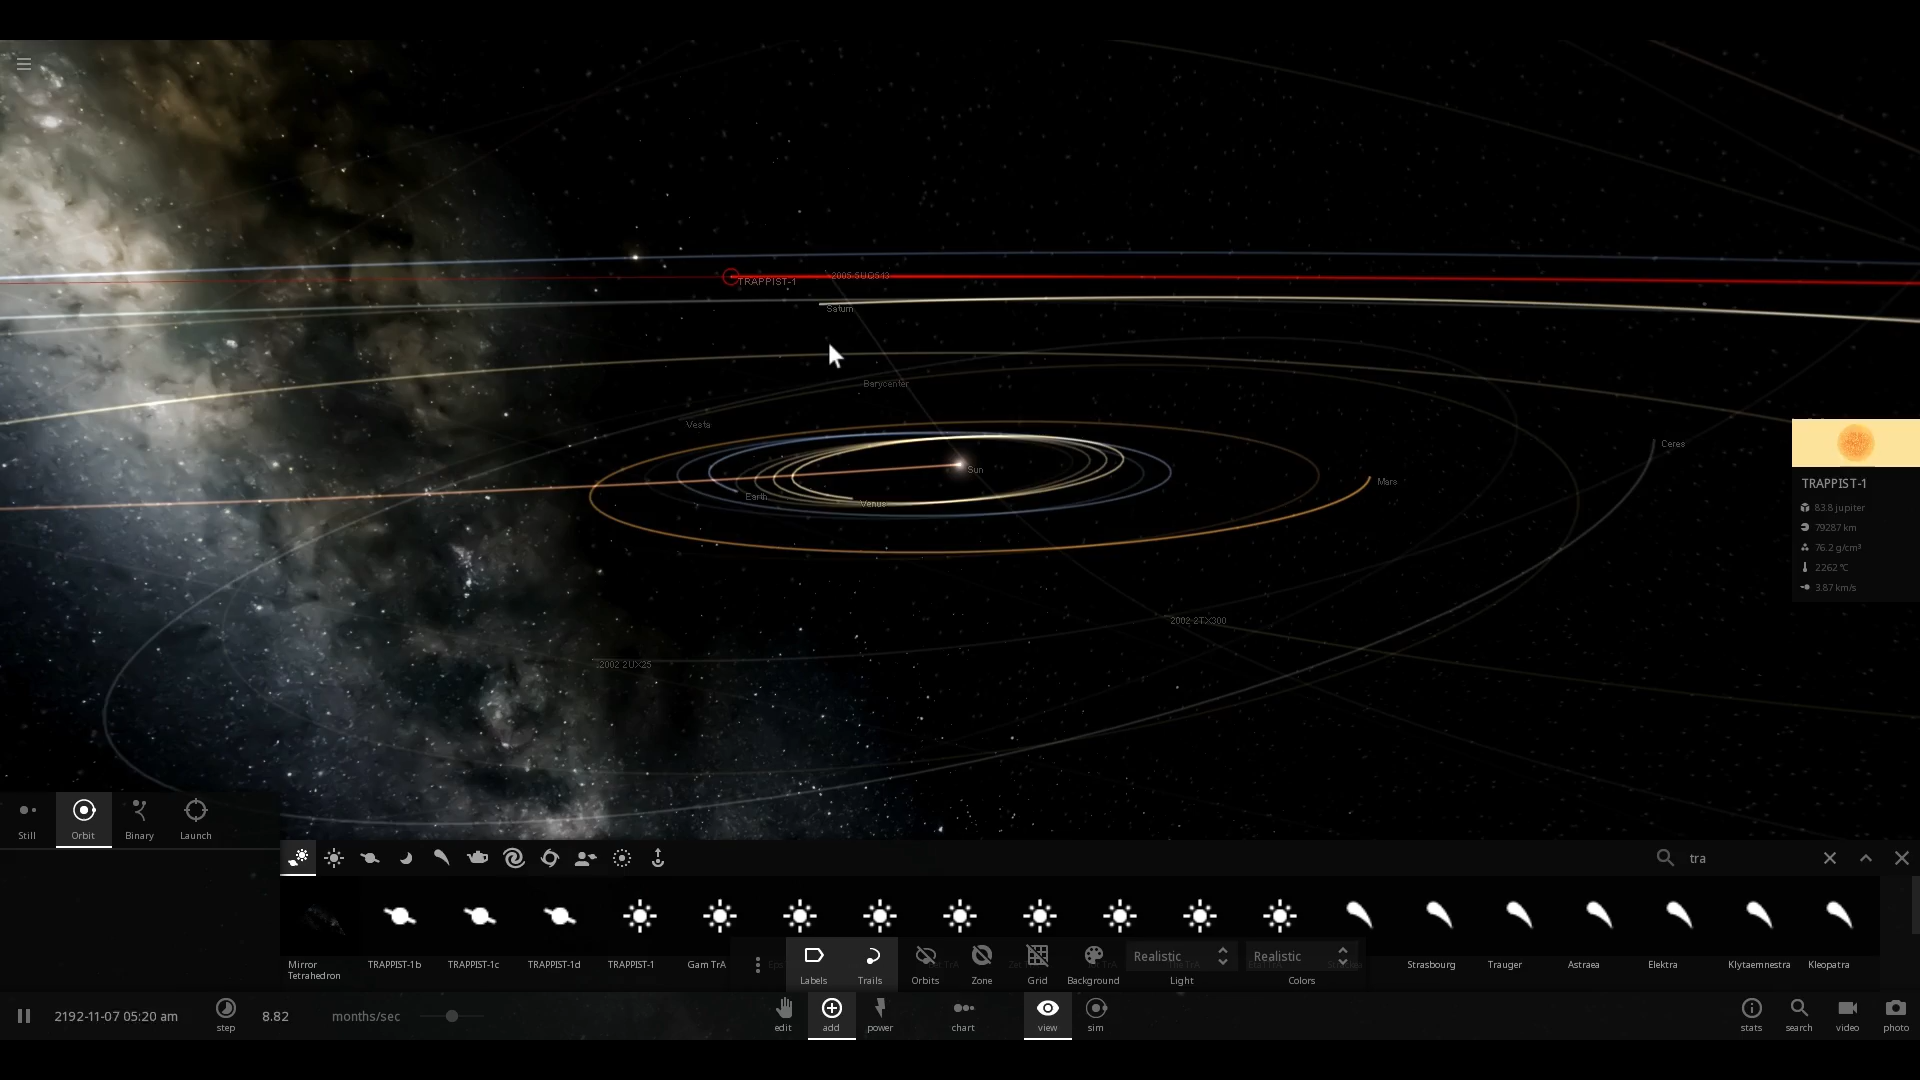 TRAPPIST-1
2005 5UQ513
Saturn
Barycenter
Vesta
Ceres
Sun
Mars
Earth
Venus
2002 2TX300
2002 2UX25
TRAPPIST-1
83.8 jupiter
79287 km
76.2 g/cm³
2262 °C
3.87 km/s
Still
Orbit
Binary
Launch
tra
Mirror
Tetrahedron
TRAPPIST-1b
TRAPPIST-1c
TRAPPIST-1d
TRAPPIST-1
Gam TrA
Strasbourg
Trauger
Astraea
Elektra
Klytaemnestra
Kleopatra
Labels
Trails
Orbits
Zone
Grid
Background
Realistic
Light
Realistic
Colors
2192-11-07 05:20 am
step
8.82
months/sec
edit
add
power
chart
view
sim
stats
search
video
photo